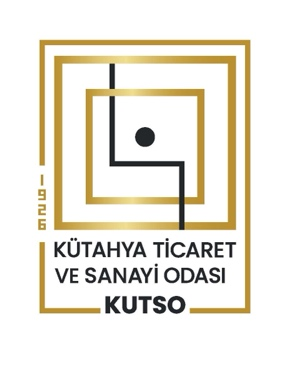 1926
KÜTAHYA TİCARET
VE SANAYİ ODASI
KUTSO